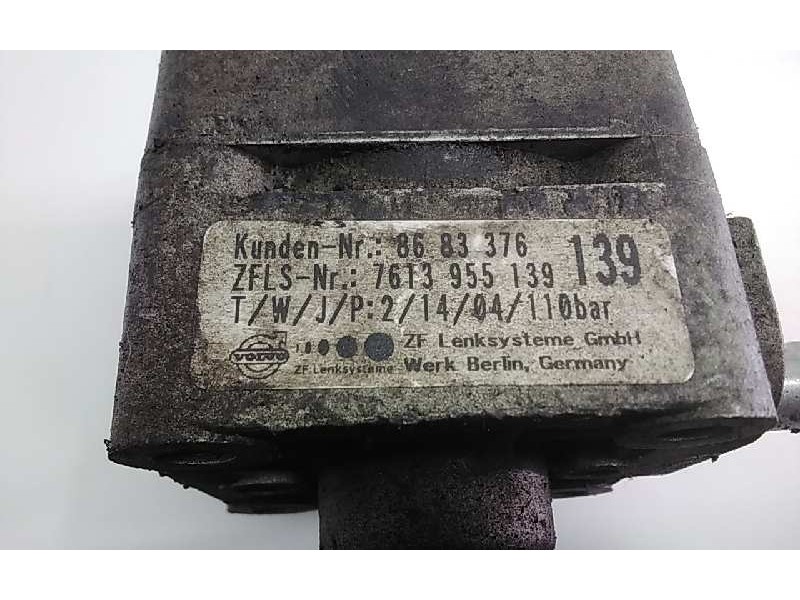 Kunden-Nr.: 86 83 376
139
ZFLS-Nr.: 7613 955 139
T/W/J/P: 2/14/04/110bar
VOLVO
ZF Lenksysteme
ZF Lenksysteme GmbH
Werk Berlin, Germany